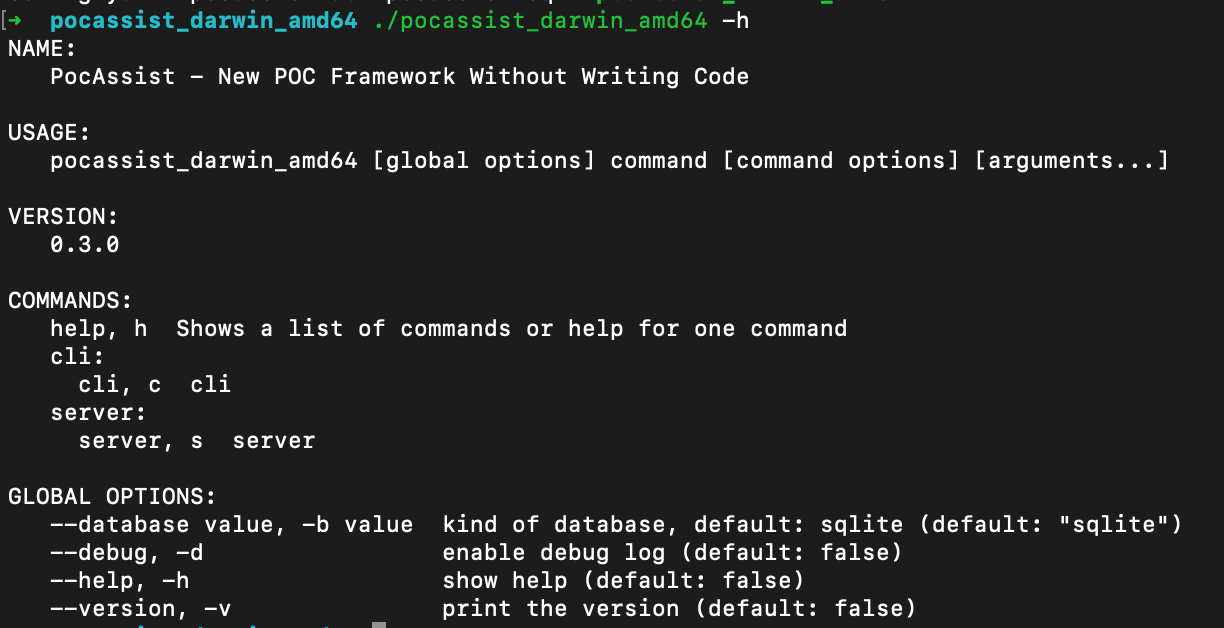 [→ pocassist_darwin_amd64 ./pocassist_darwin_amd64 -h
NAME:
   PocAssist - New POC Framework Without Writing Code
USAGE:
   pocassist_darwin_amd64 [global options] command [command options] [arguments...]
VERSION:
   0.3.0
COMMANDS:
   help, h  Shows a list of commands or help for one command
   cli:
     cli, c  cli
   server:
     server, s  server
GLOBAL OPTIONS:
   --database value, -b value  kind of database, default: sqlite (default: "sqlite")
   --debug, -d                 enable debug log (default: false)
   --help, -h                  show help (default: false)
   --version, -v               print the version (default: false)